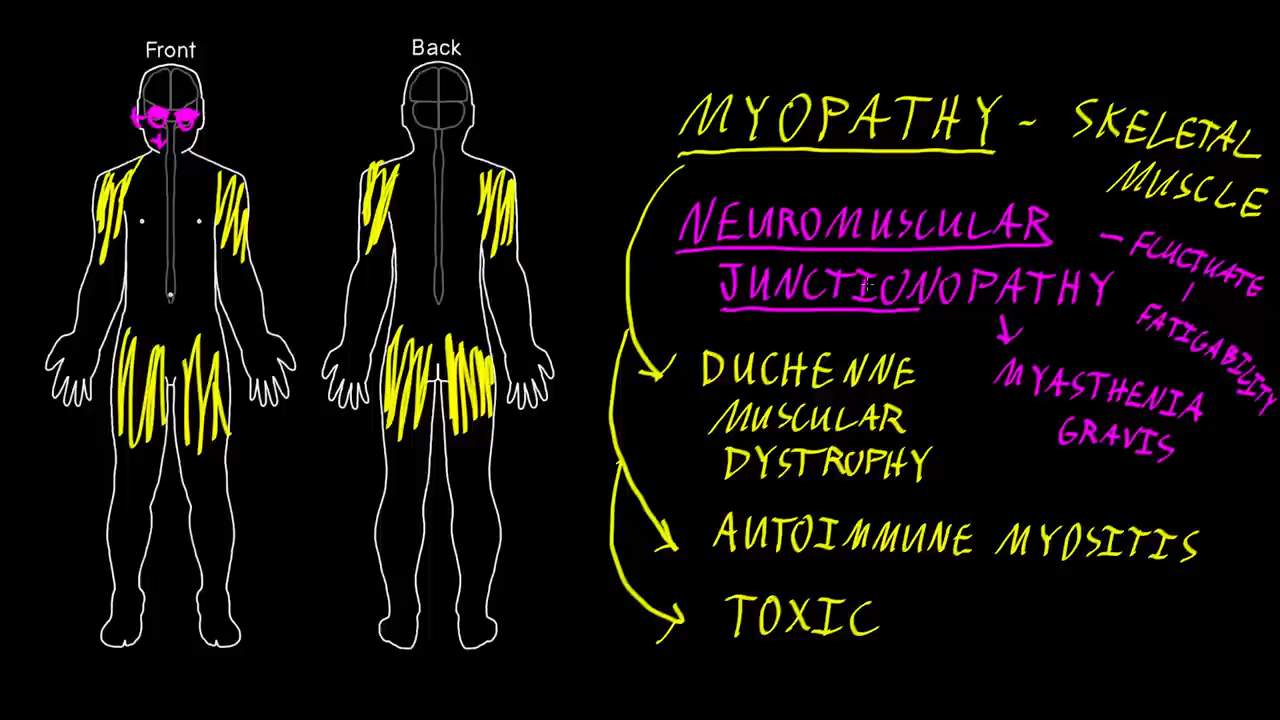 Front
Back
MYOPATHY - SKELETAL
MUSCLE
NEUROMUSCULAR
JUNCTIONOPATHY
- FLUCTUATE
FATIGABILITY
MYASTHENIA
GRAVIS
DUCHENNE
MUSCULAR
DYSTROPHY
AUTOIMMUNE MYOSITIS
TOXIC